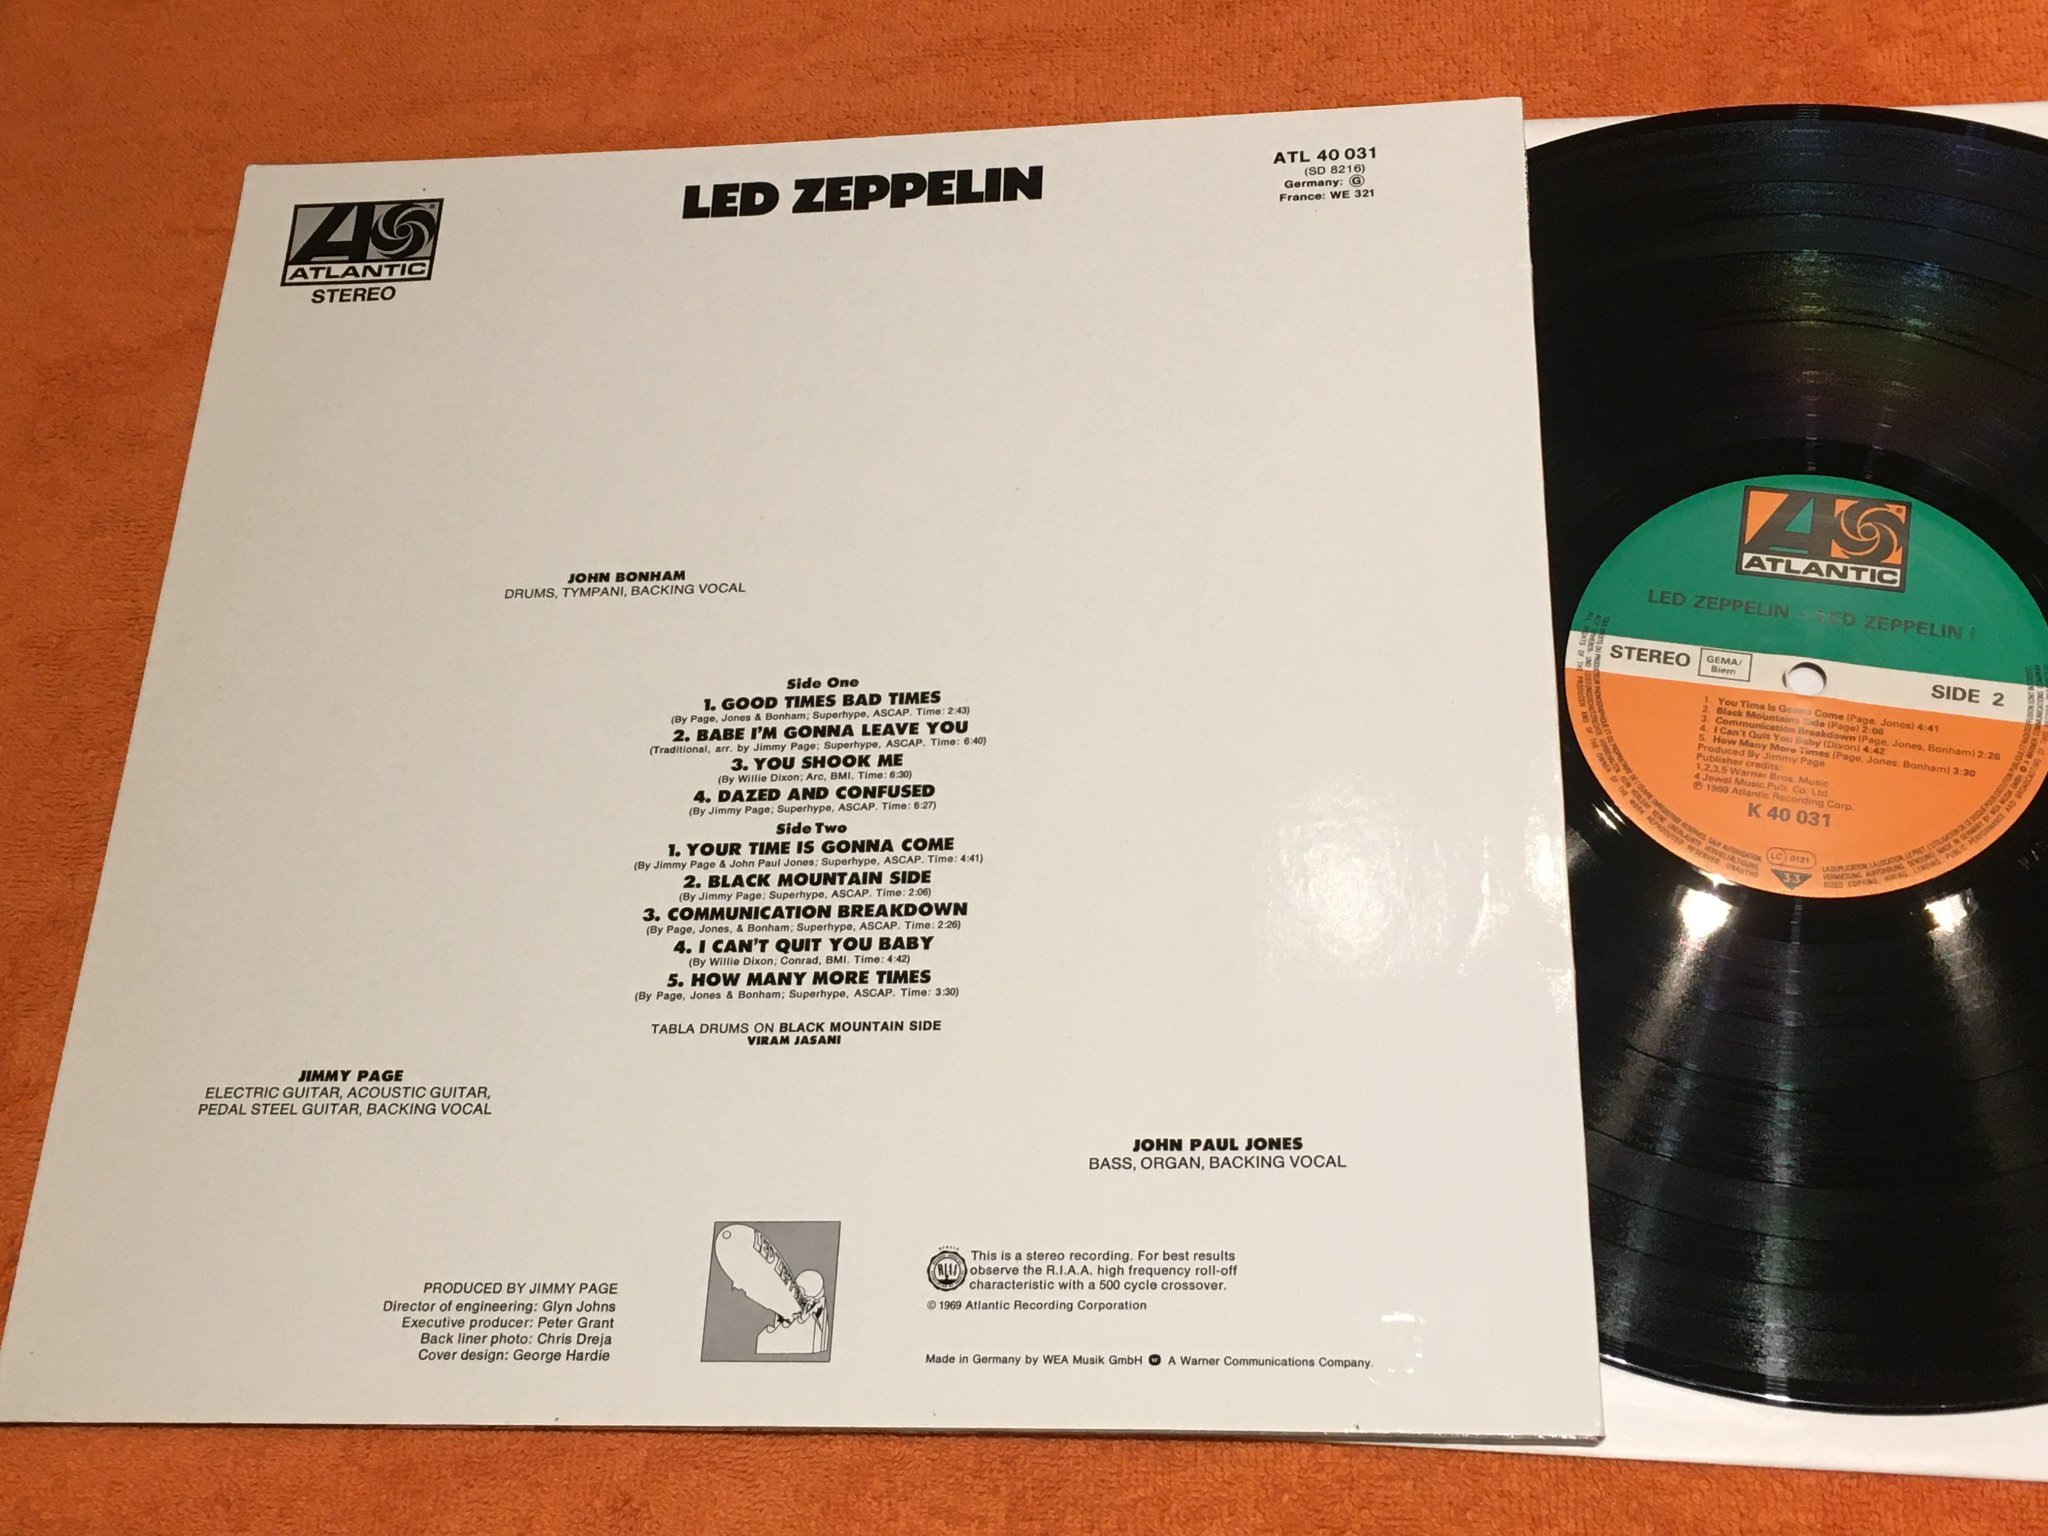 ATLANTIC
STEREO
LED ZEPPELIN
ATL 40 031
(SD 8216)
Germany: Ⓖ
France: WE 321
JOHN BONHAM
DRUMS, TYMPANI, BACKING VOCAL
Side One
1. GOOD TIMES BAD TIMES
(By Page, Jones & Bonham; Superhype, ASCAP. Time: 2:43)
2. BABE I'M GONNA LEAVE YOU
(Traditional, arr. by Jimmy Page; Superhype, ASCAP. Time: 6:40)
3. YOU SHOOK ME
(By Willie Dixon; Arc, BMI. Time: 6:30)
4. DAZED AND CONFUSED
(By Jimmy Page; Superhype, ASCAP. Time: 6:27)
Side Two
1. YOUR TIME IS GONNA COME
(By Jimmy Page & John Paul Jones; Superhype, ASCAP. Time: 4:41)
2. BLACK MOUNTAIN SIDE
(By Jimmy Page; Superhype, ASCAP. Time: 2:06)
3. COMMUNICATION BREAKDOWN
(By Page, Jones, & Bonham; Superhype, ASCAP. Time: 2:26)
4. I CAN'T QUIT YOU BABY
(By Willie Dixon; Conrad, BMI. Time: 4:42)
5. HOW MANY MORE TIMES
(By Page, Jones & Bonham; Superhype, ASCAP. Time: 3:30)
TABLA DRUMS ON BLACK MOUNTAIN SIDE
VIRAM JASANI
JIMMY PAGE
ELECTRIC GUITAR, ACOUSTIC GUITAR,
PEDAL STEEL GUITAR, BACKING VOCAL
JOHN PAUL JONES
BASS, ORGAN, BACKING VOCAL
PRODUCED BY JIMMY PAGE
Director of engineering: Glyn Johns
Executive producer: Peter Grant
Back liner photo: Chris Dreja
Cover design: George Hardie
LED ZEPPELIN
RIAA
This is a stereo recording. For best results
observe the R.I.A.A. high frequency roll-off
characteristic with a 500 cycle crossover.
© 1969 Atlantic Recording Corporation
Made in Germany by WEA Musik GmbH A Warner Communications Company.
ATLANTIC
LED ZEPPELIN - LED ZEPPELIN I
STEREO
GEMA/
Biem
SIDE 2
1. You Time Is Gonna Come (Page, Jones) 4:41
2. Black Mountains Side (Page) 2:06
3. Communication Breakdown (Page, Jones, Bonham) 2:26
4. I Can't Quit You Baby (Dixon) 4:42
5. How Many More Times (Page, Jones, Bonham) 3:30
Produced By Jimmy Page
Publisher credits:
1,2,3,5 Warner Bros. Music
4 Jewel Music Pub. Co. Ltd.
℗ 1969 Atlantic Recording Corp.
K 40 031
LC 0121
33